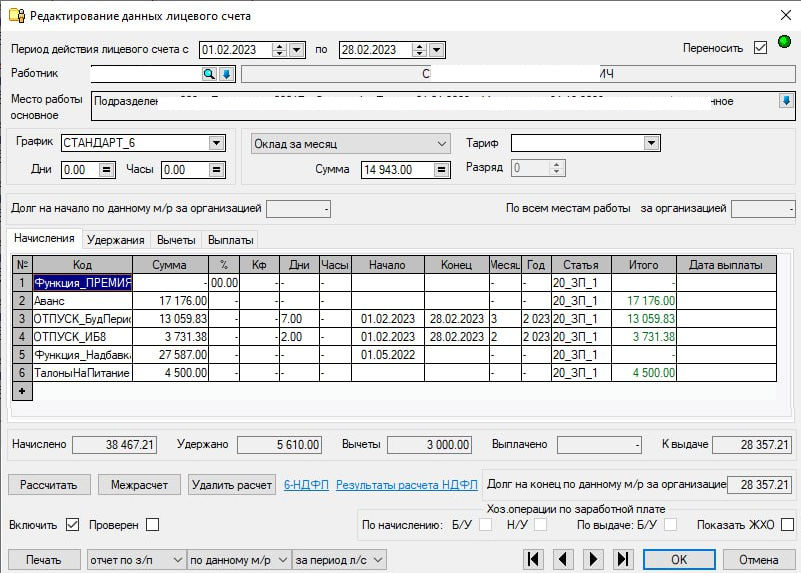 Редактирование данных лицевого счета
Период действия лицевого счета с 01.02.2023 по 28.02.2023 Переносить
Работник С ИЧ
Место работы основное Подразделен
График СТАНДАРТ_6 Оклад за месяц Тариф
Дни 0.00 Часы 0.00 Сумма 14 943.00 Разряд 0
Долг на начало по данному м/р за организацией - По всем местам работы за организацией -
Начисления Удержания Вычеты Выплаты
№ Код Сумма % Кф Дни Часы Начало Конец Месяц Год Статья Итого Дата выплаты
1 Функция_ПРЕМИЯ - 00.00 - - - - 20_ЗП_1 -
2 Аванс 17 176.00 - - - - - - 20_ЗП_1 17 176.00
3 ОТПУСК_БудПерис 13 059.83 - - 7.00 - 01.02.2023 28.02.2023 3 2 023 20_ЗП_1 13 059.83
4 ОТПУСК_ИБ8 3 731.38 - - 2.00 - 01.02.2023 28.02.2023 2 2 023 20_ЗП_1 3 731.38
5 Функция_Надбавка 27 587.00 - - - - 01.05.2022 - - 20_ЗП_1 -
6 ТалоныНаПитание 4 500.00 - - - - - - 20_ЗП_1 4 500.00
+
Начислено 38 467.21 Удержано 5 610.00 Вычеты 3 000.00 Выплачено - К выдаче 28 357.21
Рассчитать Межрасчет Удалить расчет 6-НДФЛ Результаты расчета НДФЛ Долг на конец по данному м/р за организацие 28 357.21
Хоз.операции по заработной плате
Включить Проверен По начислению: Б/У Н/У По выдаче: Б/У Показать ЖХО
Печать отчет по з/п по данному м/р за период л/с OK Отмена